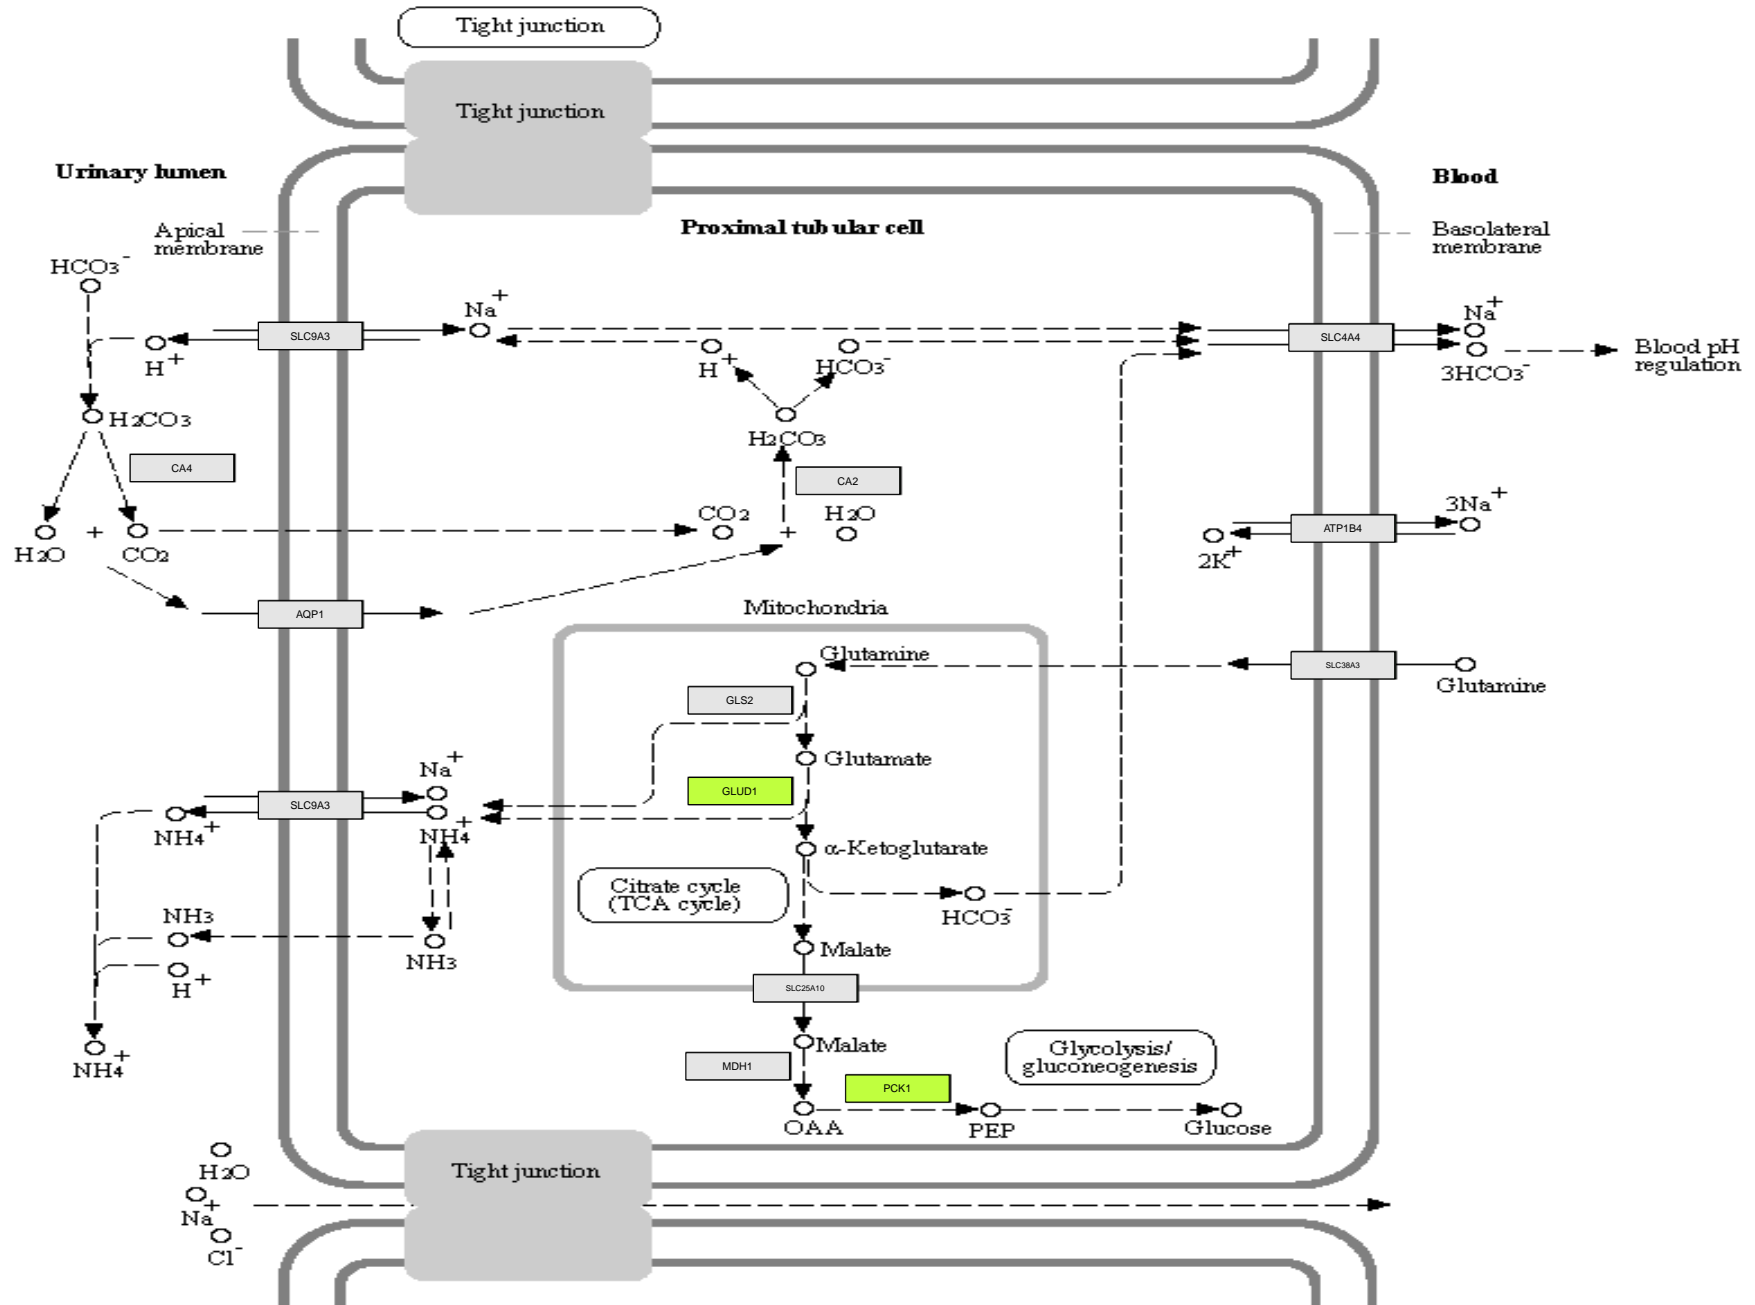 Tight junction
Tight junction
Urinary lumen
Blood
Proximal tubular cell
Apical
membrane
Basolateral
membrane
HCO3-
Na+
Na+
SLC9A3
SLC4A4
H+
H+
HCO3-
3HCO3-
Blood pH
regulation
H2CO3
H2CO3
CA4
CA2
H2O
+
CO2
CO2
+
H2O
3Na+
ATP1B4
2K+
AQP1
Mitochondria
Glutamine
SLC38A3
Glutamine
GLS2
Glutamate
Na+
GLUD1
SLC9A3
NH4+
NH4+
α-Ketoglutarate
Citrate cycle
(TCA cycle)
HCO3-
NH3
NH3
H+
Malate
SLC25A10
Malate
NH4+
MDH1
Glycolysis/
gluconeogenesis
PCK1
OAA
PEP
Glucose
Tight junction
H2O
Na+
Cl-